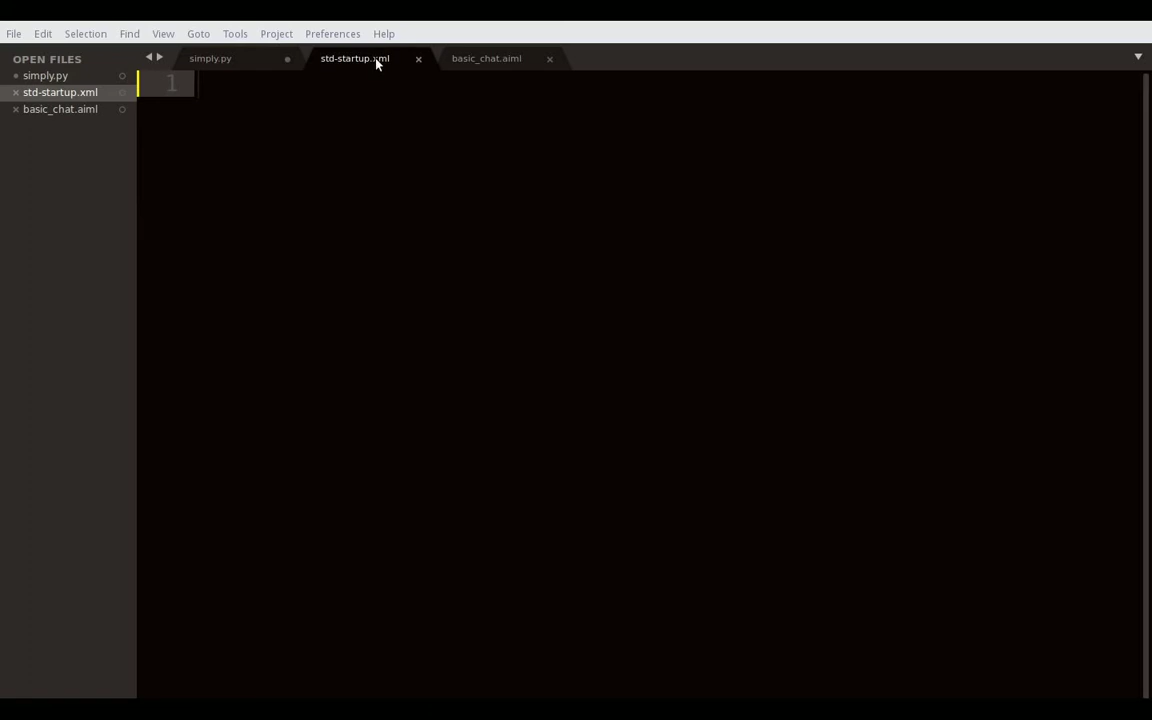 File Edit Selection Find View Goto Tools Project Preferences Help
OPEN FILES
simply.py
std-startup.xml
basic_chat.aiml
simply.py std-startup.xml basic_chat.aiml
1